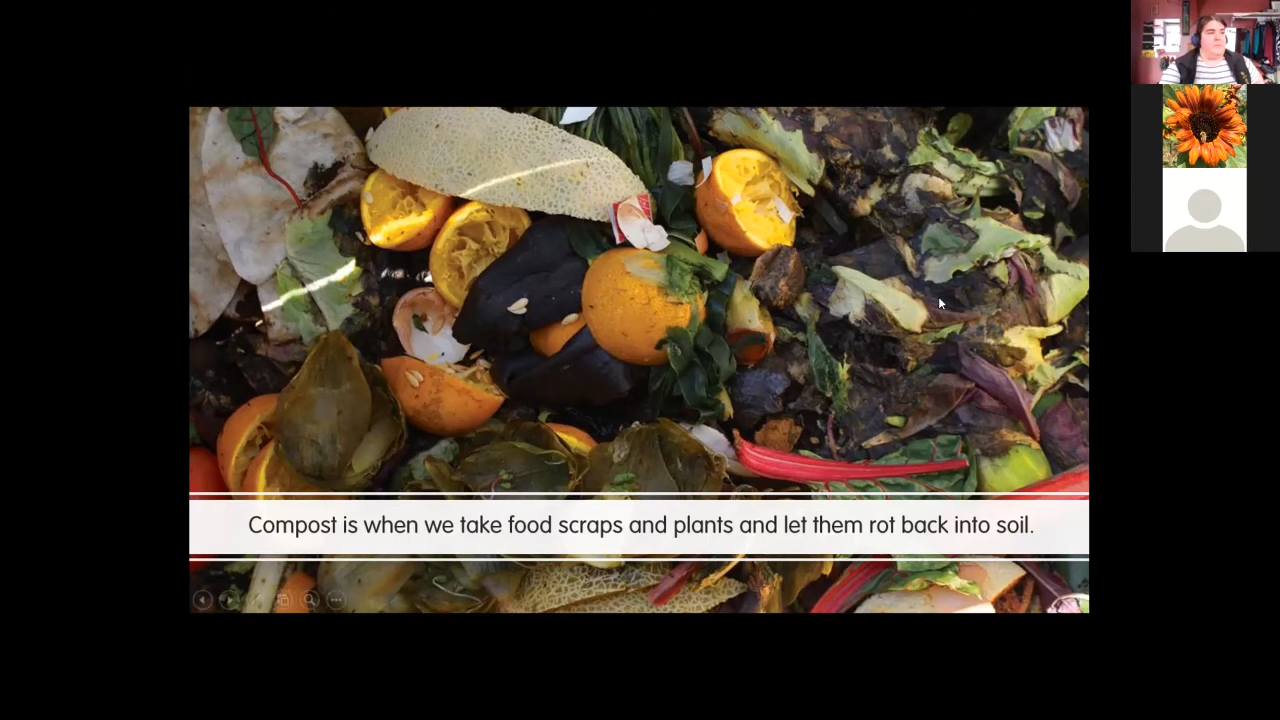 Compost is when we take food scraps and plants and let them rot back into soil.